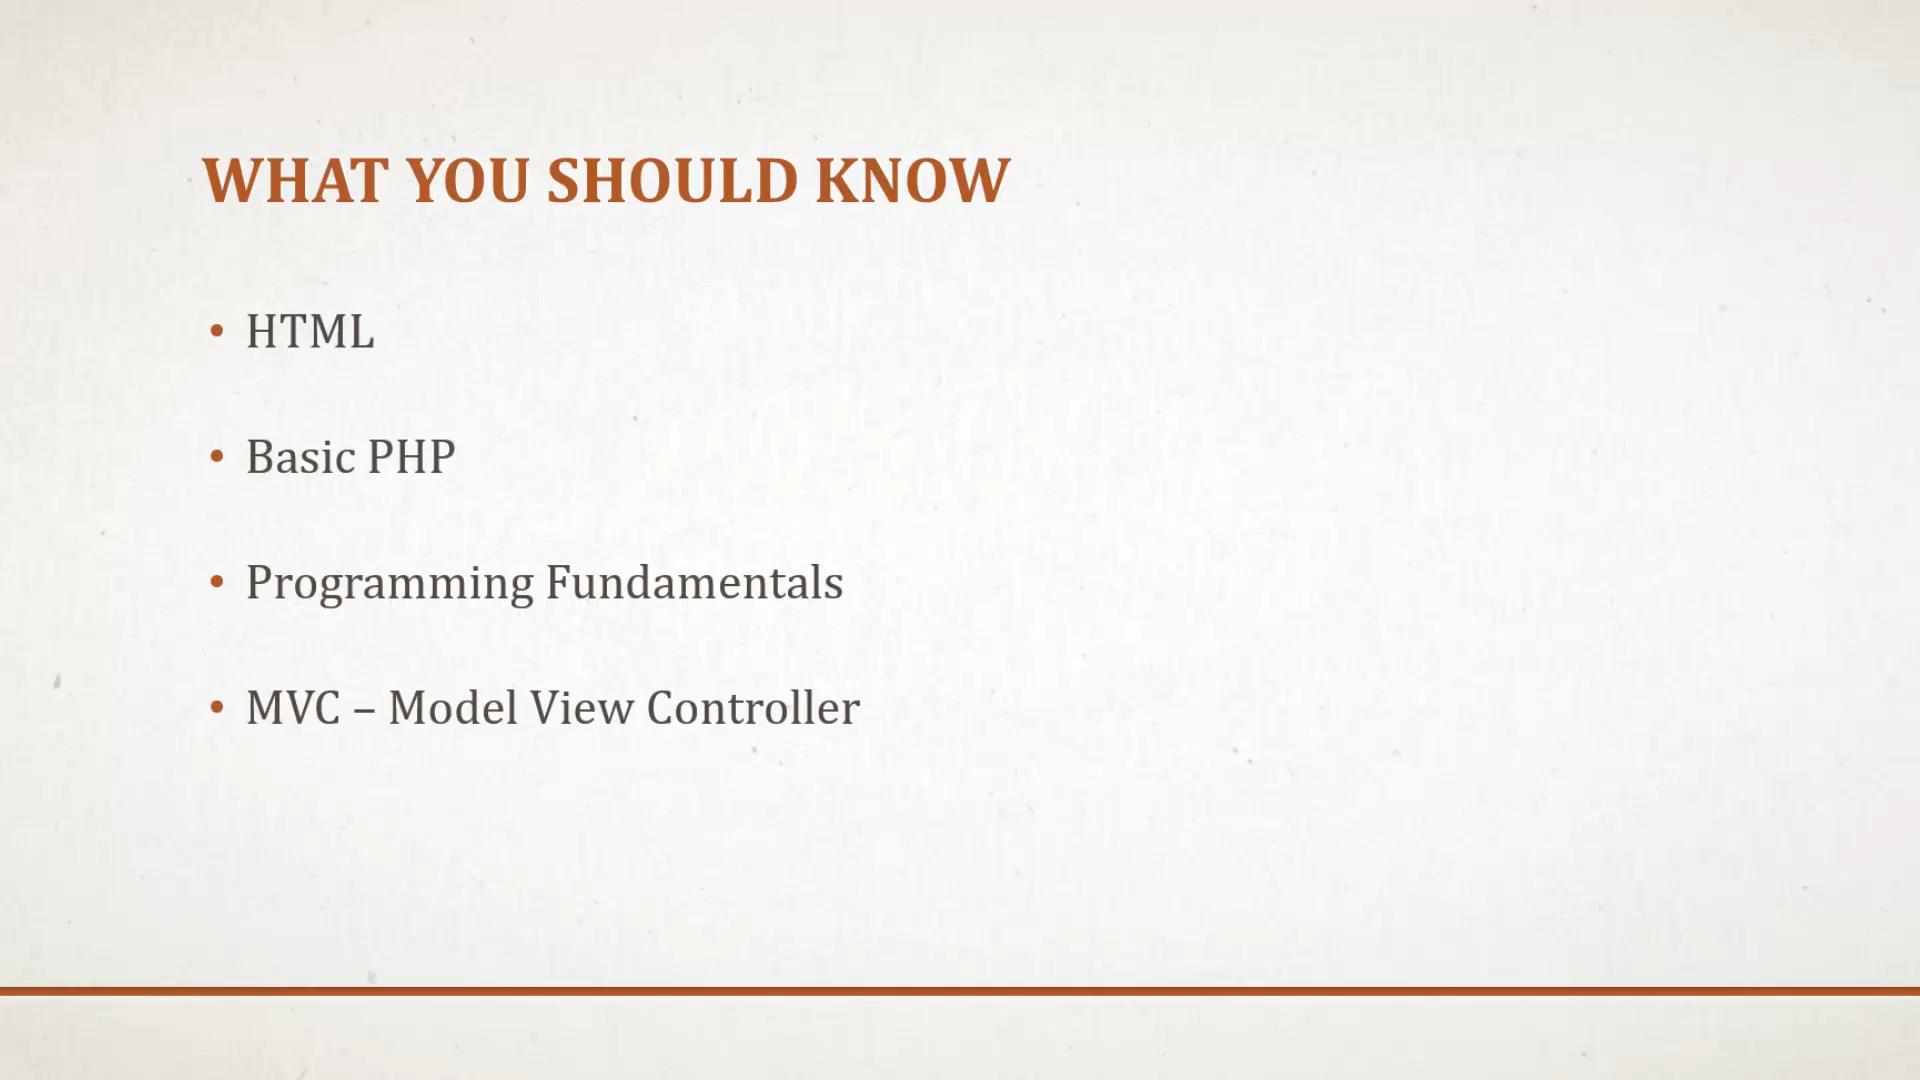 WHAT YOU SHOULD KNOW
• HTML
• Basic PHP
• Programming Fundamentals
• MVC – Model View Controller